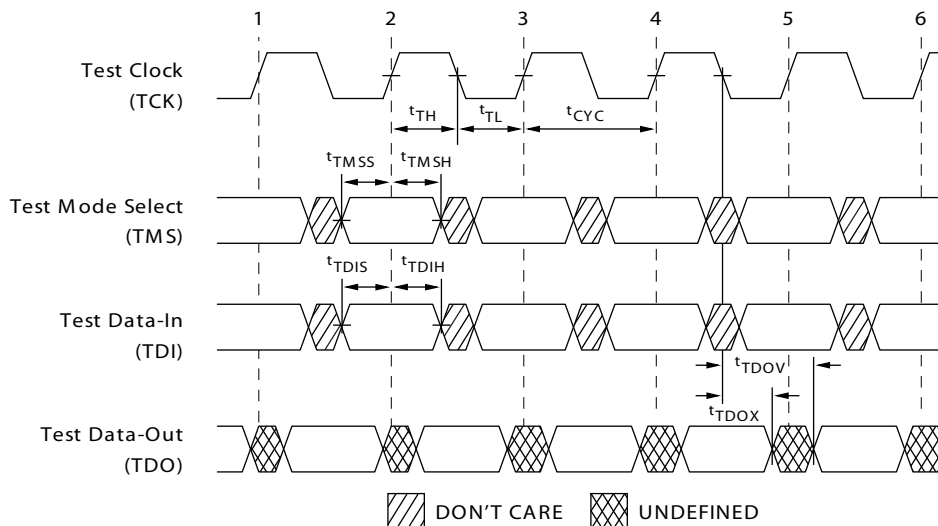 1 2 3 4 5 6
Test Clock
(TCK)
tTH tTL tCYC
tTMSS tTMSH
Test Mode Select
(TMS)
tTDIS tTDIH
Test Data-In
(TDI)
tTDOV
tTDOX
Test Data-Out
(TDO)
DON'T CARE UNDEFINED